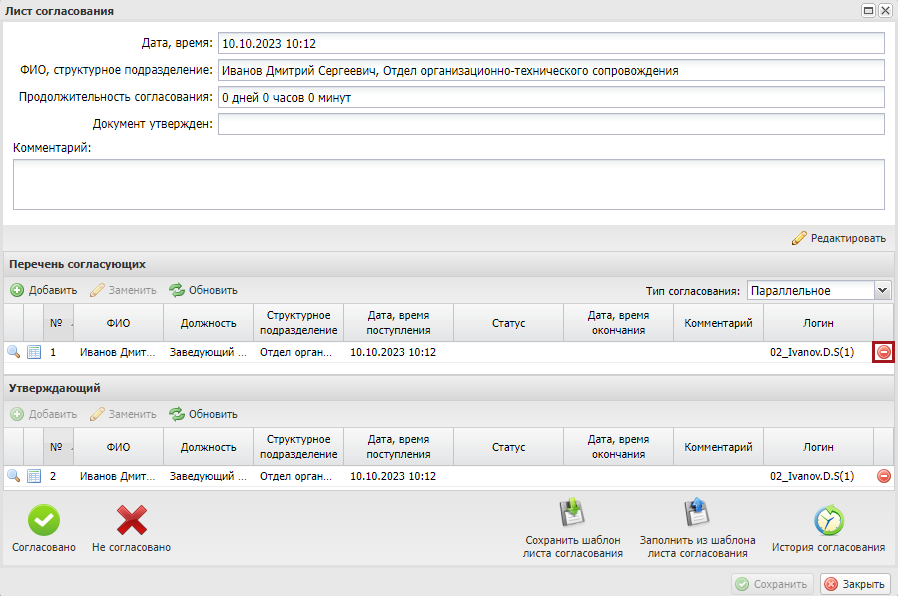 Лист согласования
Дата, время: 10.10.2023 10:12
ФИО, структурное подразделение: Иванов Дмитрий Сергеевич, Отдел организационно-технического сопровождения
Продолжительность согласования: 0 дней 0 часов 0 минут
Документ утвержден:
Комментарий:
Редактировать
Перечень согласующих
Добавить Заменить Обновить Тип согласования: Параллельное
№ ФИО Должность Структурное подразделение Дата, время поступления Статус Дата, время окончания Комментарий Логин
1 Иванов Дмит... Заведующий ... Отдел орган... 10.10.2023 10:12 02_Ivanov.D.S(1)
Утверждающий
Добавить Заменить Обновить
№ ФИО Должность Структурное подразделение Дата, время поступления Статус Дата, время окончания Комментарий Логин
2 Иванов Дмит... Заведующий ... Отдел орган... 10.10.2023 10:12 02_Ivanov.D.S(1)
Согласовано Не согласовано Сохранить шаблон листа согласования Заполнить из шаблона листа согласования История согласования
Сохранить Закрыть